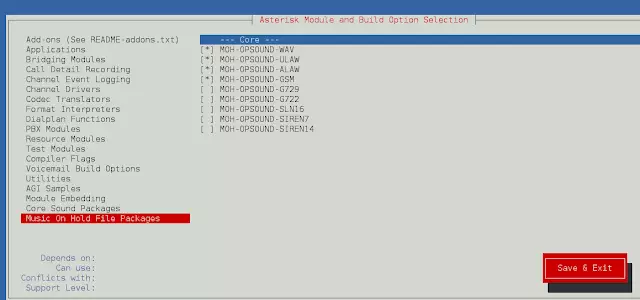 Asterisk Module and Build Option Selection
Add-ons (See README-addons.txt)
Applications
Bridging Modules
Call Detail Recording
Channel Event Logging
Channel Drivers
Codec Translators
Format Interpreters
Dialplan Functions
PBX Modules
Resource Modules
Test Modules
Compiler Flags
Voicemail Build Options
Utilities
AGI Samples
Module Embedding
Core Sound Packages
Music On Hold File Packages
--- Core ---
[*] MOH-OPSOUND-WAV
[*] MOH-OPSOUND-ULAW
[*] MOH-OPSOUND-ALAW
[*] MOH-OPSOUND-GSM
[ ] MOH-OPSOUND-G729
[ ] MOH-OPSOUND-G722
[ ] MOH-OPSOUND-SLN16
[ ] MOH-OPSOUND-SIREN7
[ ] MOH-OPSOUND-SIREN14
Depends on:
Can use:
Conflicts with:
Support Level:
Save & Exit